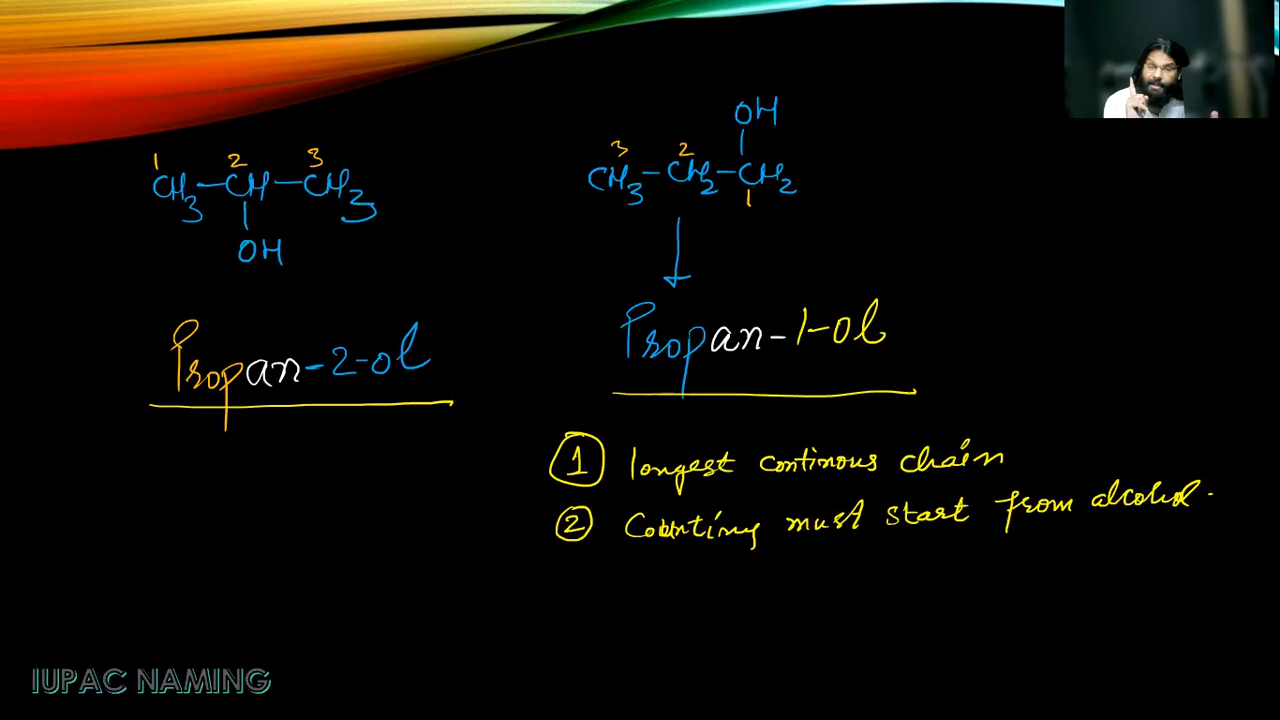 1 2 3
CH3-CH-CH3
OH
Propan-2-ol
OH
3 2
CH3-CH2-CH2
1
Propan-1-ol
1 longest continous chain
2 Counting must start from alcohol.
IUPAC NAMING